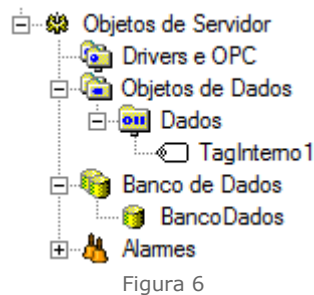 Objetos de Servidor
Drivers e OPC
Objetos de Dados
Dados
TagInterno1
Banco de Dados
BancoDados
Alarmes
Figura 6